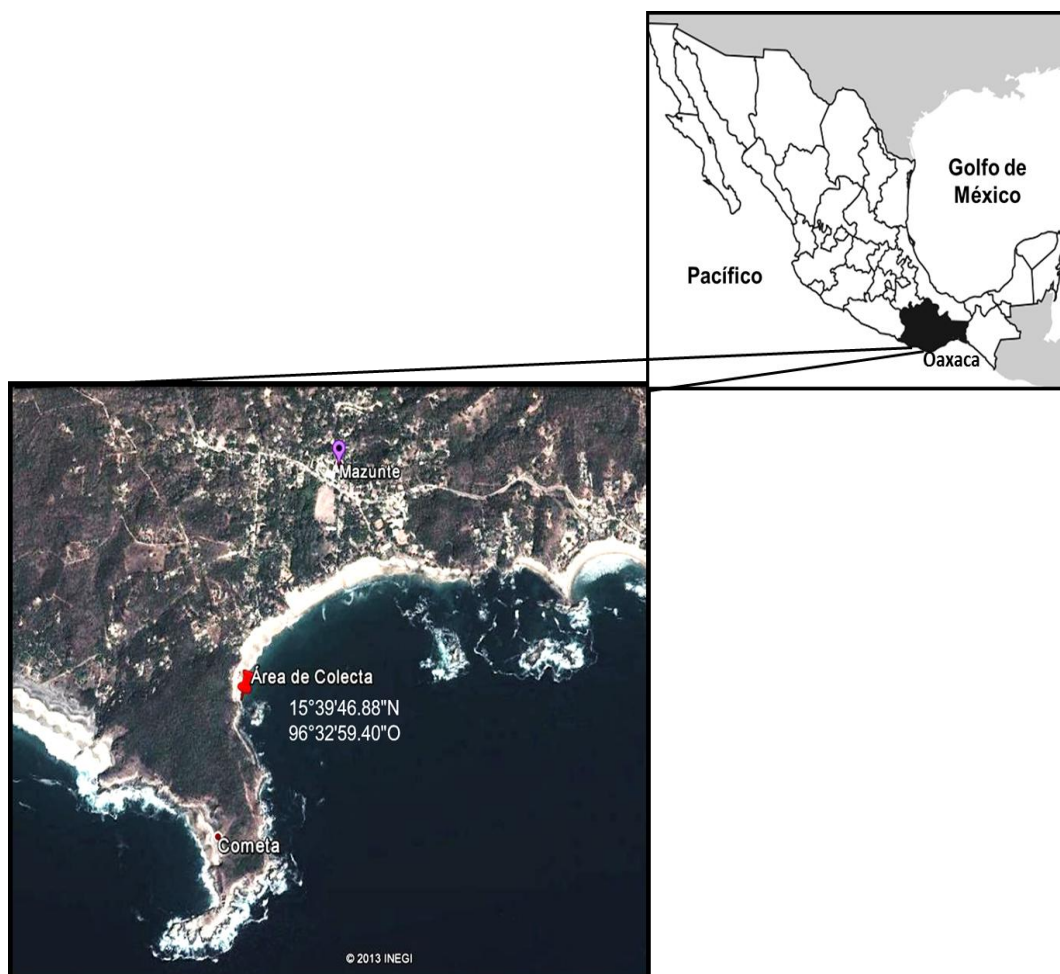 Golfo de
México
Pacífico
Oaxaca
Mazunte
Área de Colecta
15°39'46.88"N
96°32'59.40"O
Cometa
© 2013 INEGI